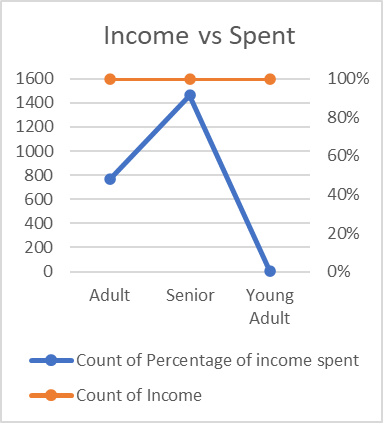 Income vs Spent
1600 100%
1400
1200 80%
1000
800 60%
600 40%
400
200 20%
0 0%
Adult Senior Young
Adult
Count of Percentage of income spent
Count of Income